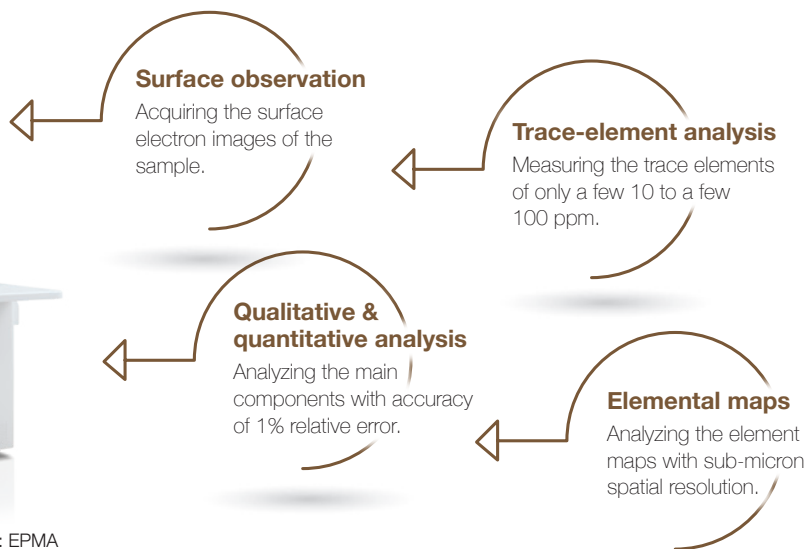 Surface observation
Acquiring the surface
electron images of the
sample.
Trace-element analysis
Measuring the trace elements
of only a few 10 to a few
100 ppm.
Qualitative &
quantitative analysis
Analyzing the main
components with accuracy
of 1% relative error.
Elemental maps
Analyzing the element
maps with sub-micron
spatial resolution.
: EPMA